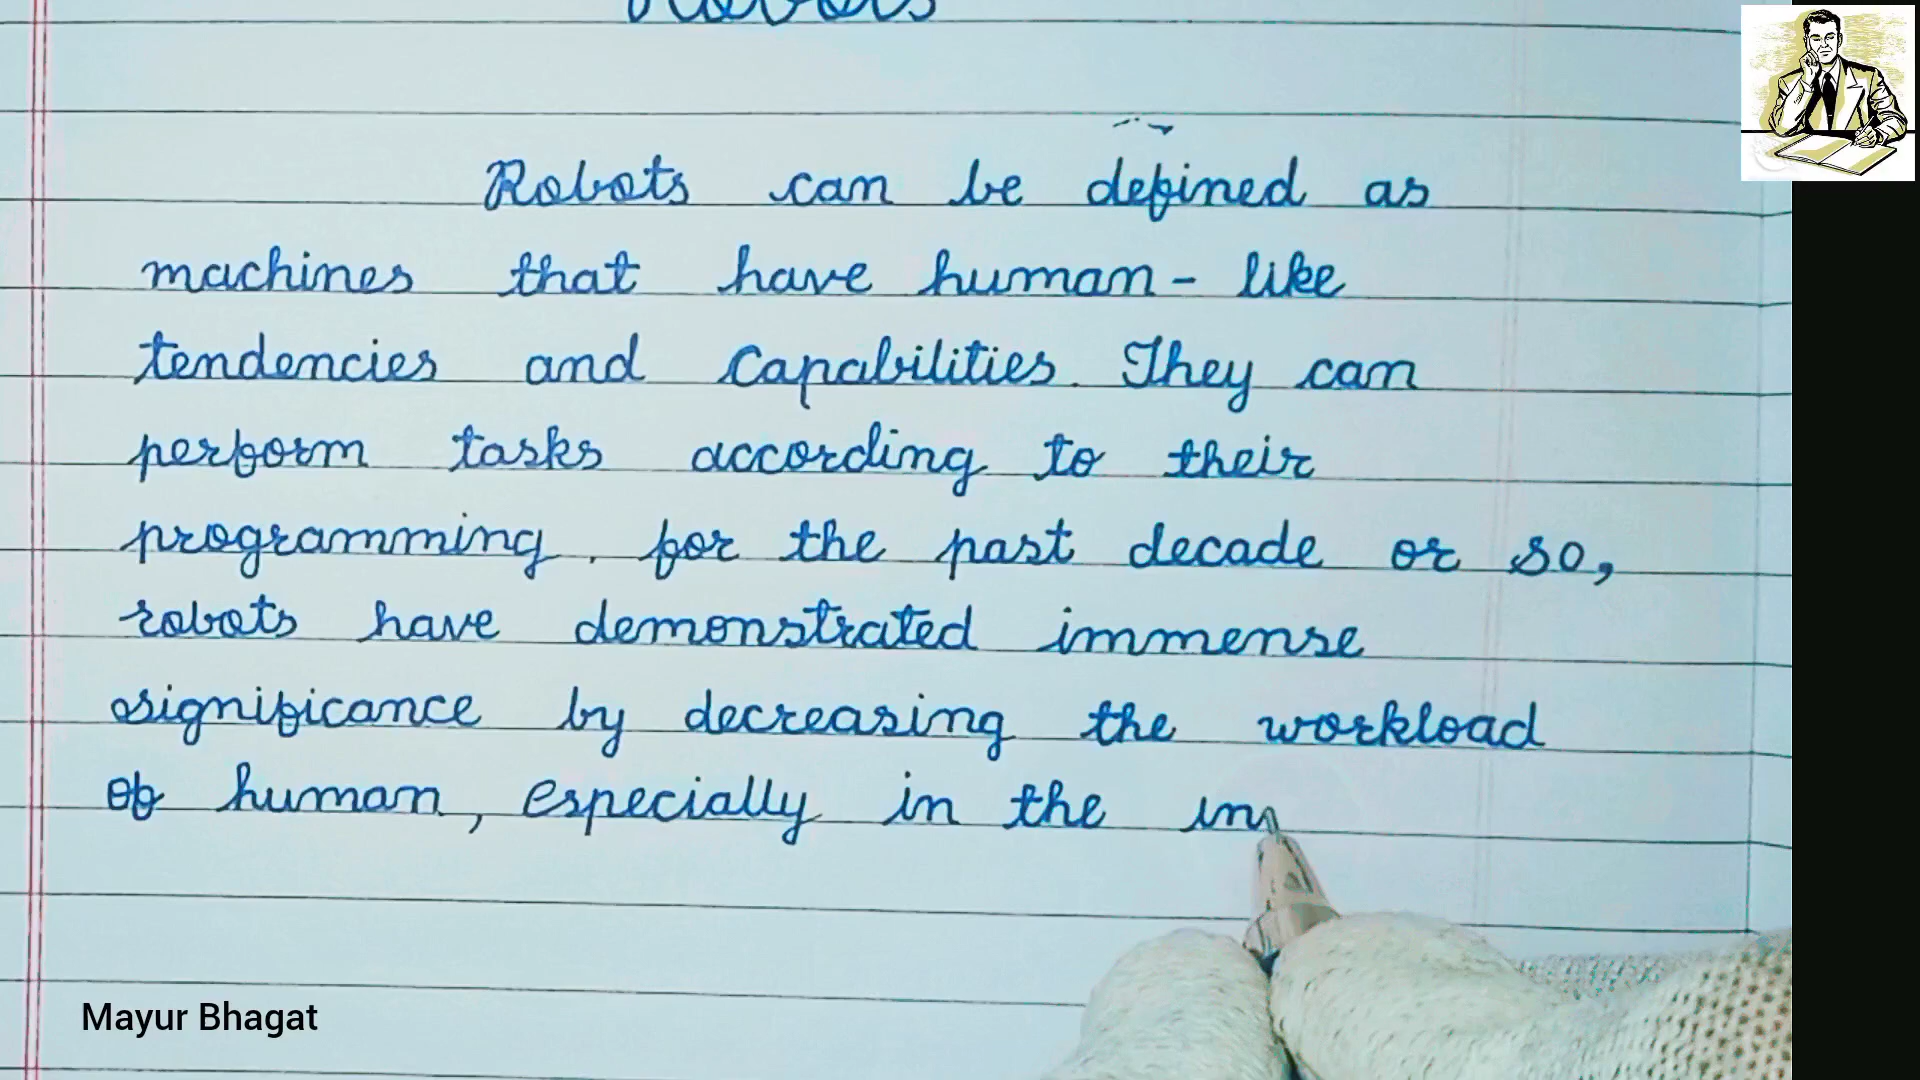 Robots
Robots can be defined as
machines that have human-like
tendencies and Capabilities. They can
perform tasks according to their
programming. for the past decade or so,
robots have demonstrated immense
significance by decreasing the workload
of human, especially in the in
Mayur Bhagat